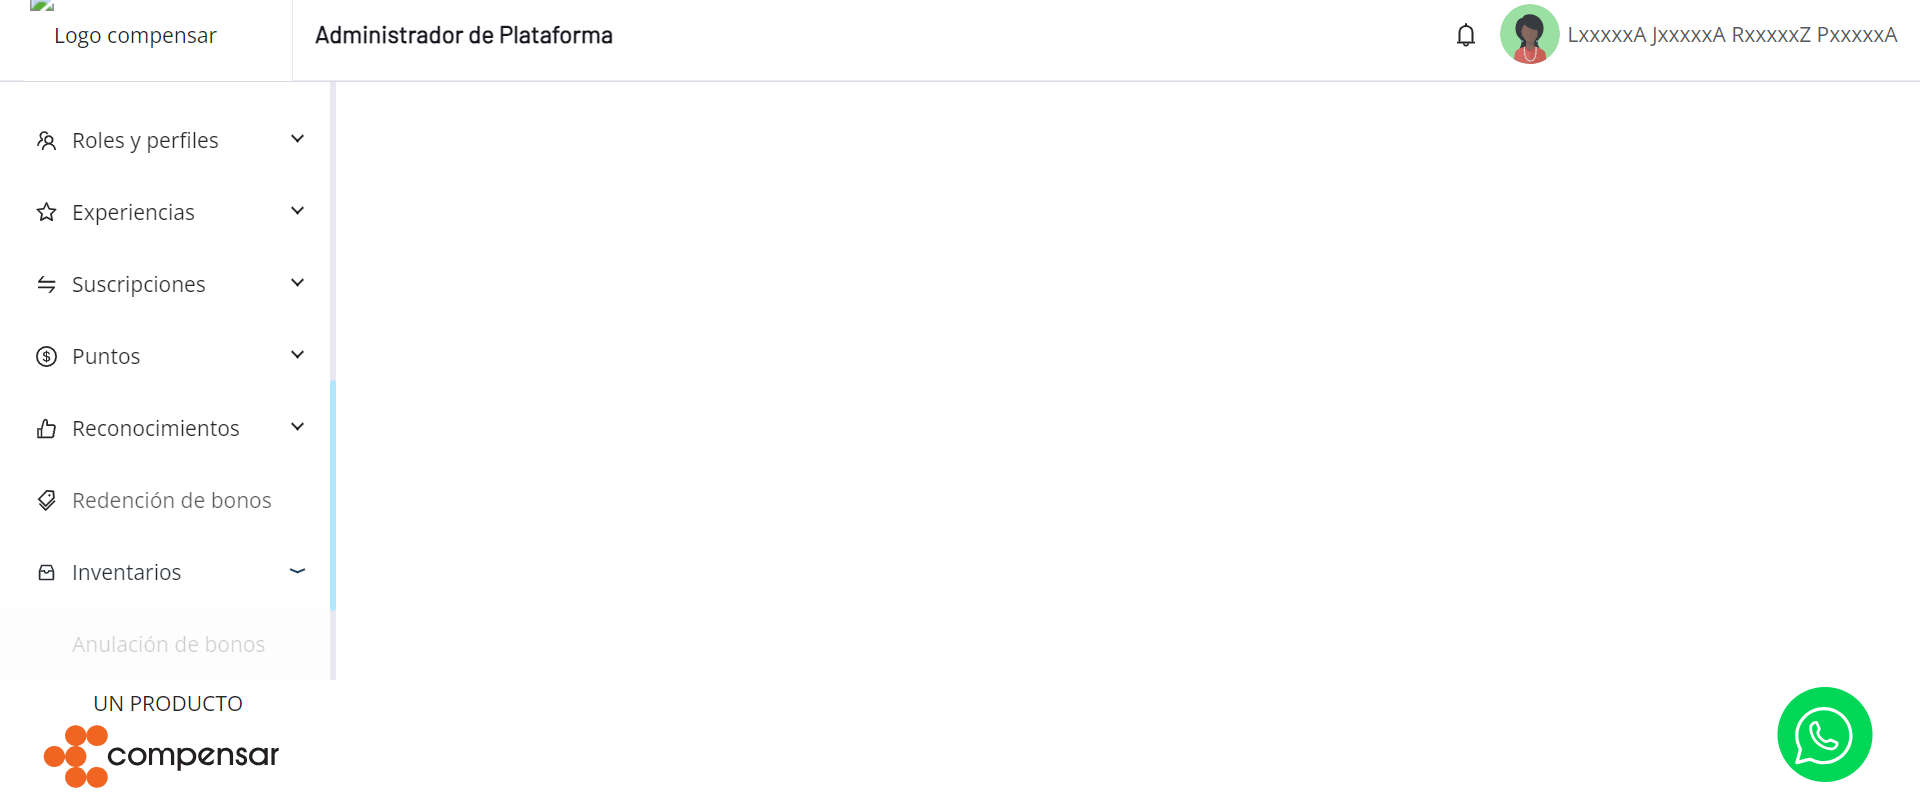 Logo compensar
Administrador de Plataforma
LxxxxxA JxxxxxA RxxxxxZ PxxxxxA
Roles y perfiles
Experiencias
Suscripciones
Puntos
Reconocimientos
Redención de bonos
Inventarios
Anulación de bonos
UN PRODUCTO
compensar